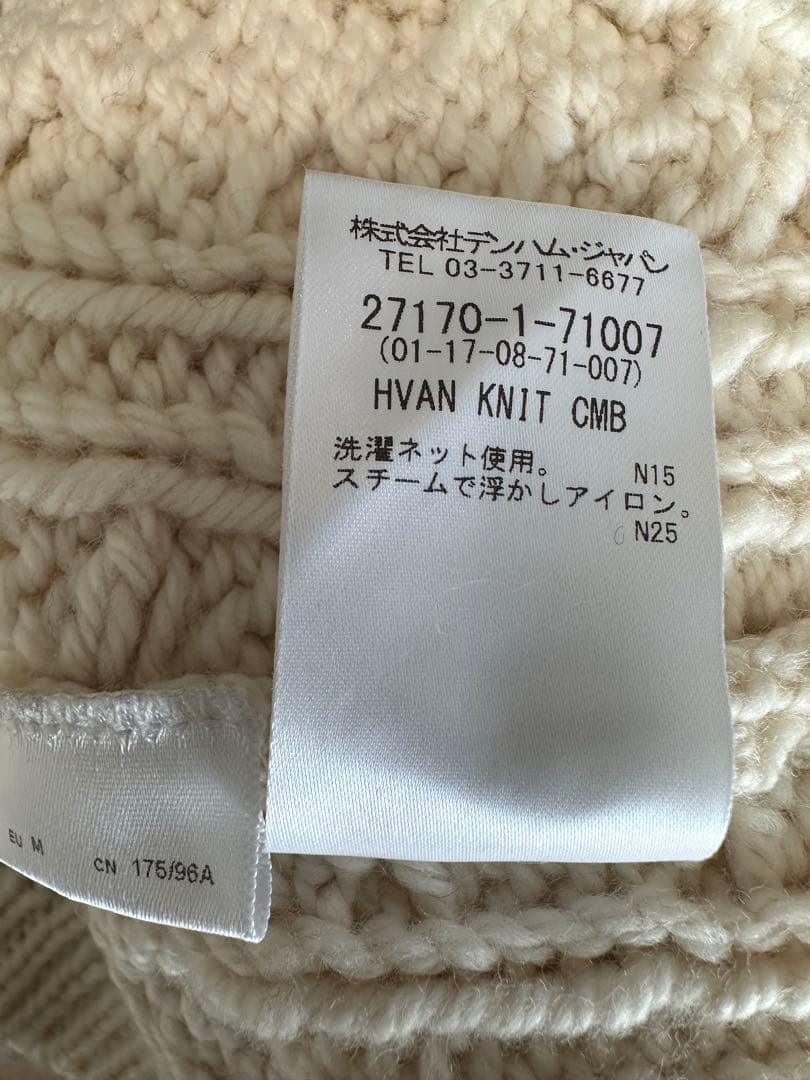 株式会社デンハム・ジャパン
TEL 03-3711-6677
27170-1-71007
(01-17-08-71-007)
HVAN KNIT CMB
洗濯ネット使用。 N15
スチームで浮かしアイロン。
N25
EU M CN 175/96A